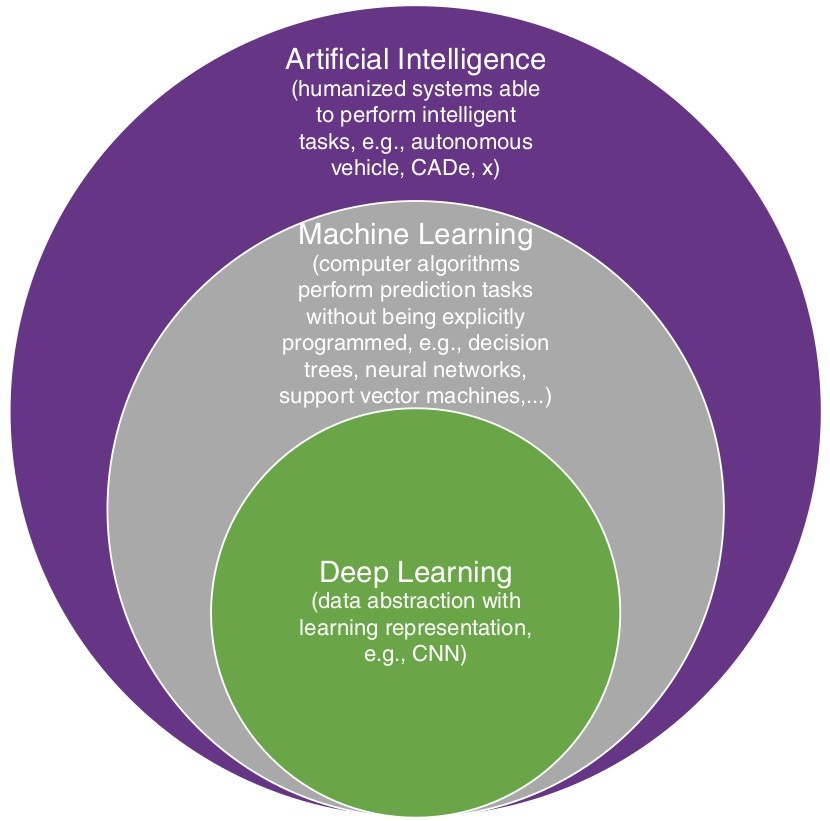 Artificial Intelligence
(humanized systems able
to perform intelligent
tasks, e.g., autonomous
vehicle, CADe, x)
Machine Learning
(computer algorithms
perform prediction tasks
without being explicitly
programmed, e.g., decision
trees, neural networks,
support vector machines,...)
Deep Learning
(data abstraction with
learning representation,
e.g., CNN)